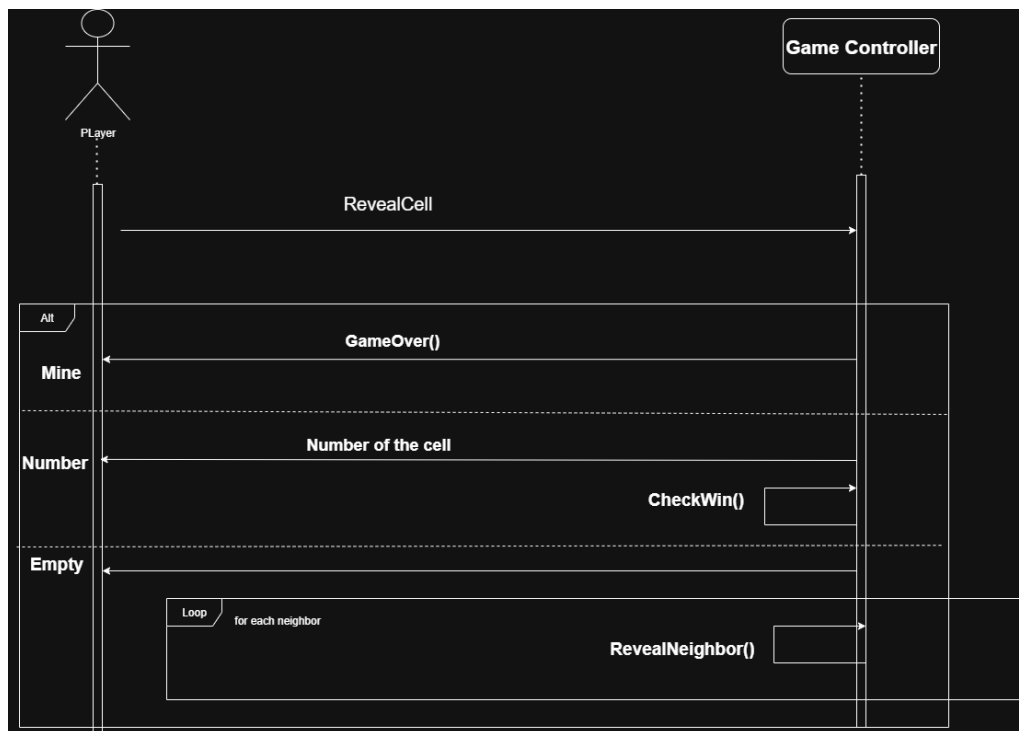 Game Controller
PLayer
RevealCell
Alt
GameOver()
Mine
Number of the cell
Number
CheckWin()
Empty
Loop
for each neighbor
RevealNeighbor()